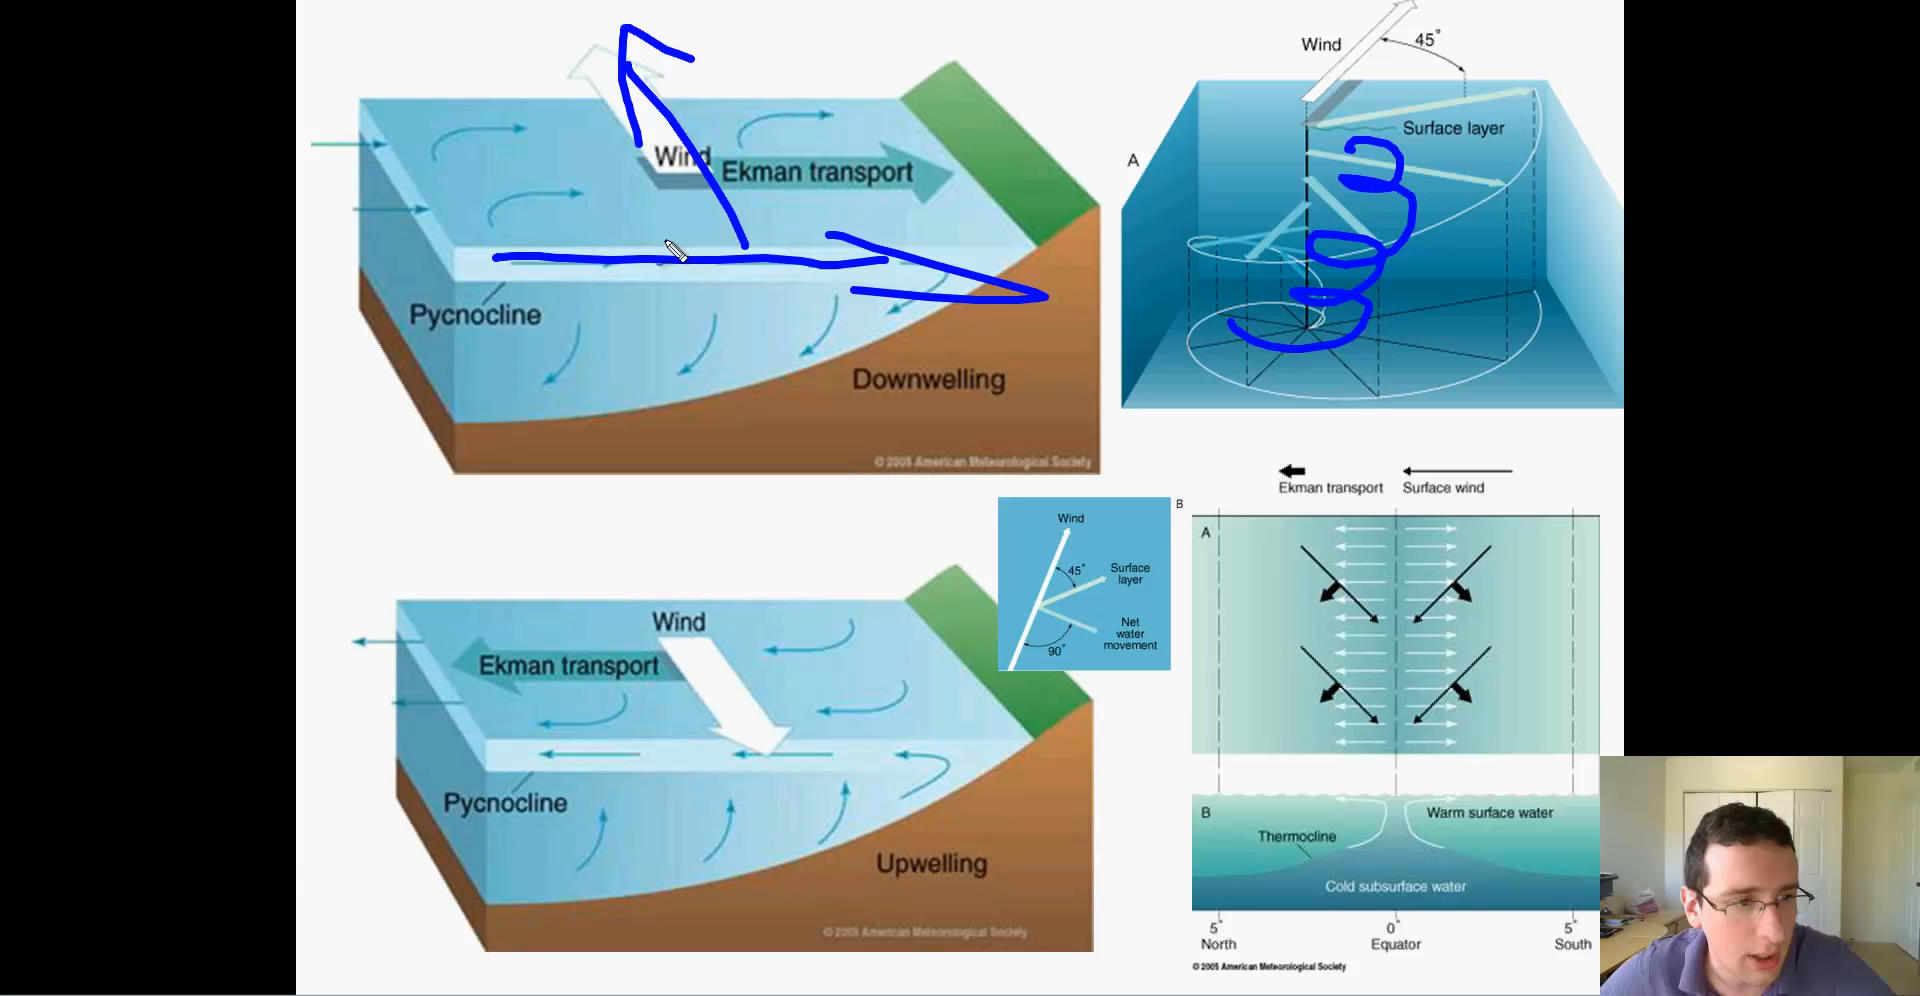 Wind
Ekman transport
Pycnocline
Downwelling
© 2005 American Meteorological Society
Wind
45°
Surface layer
A
Wind
Ekman transport
Pycnocline
Upwelling
© 2005 American Meteorological Society
Wind
45°
Surface
layer
Net
water
movement
90°
B
Ekman transport
Surface wind
A
B
Warm surface water
Thermocline
Cold subsurface water
5°
North
0°
Equator
5°
South
© 2005 American Meteorological Society